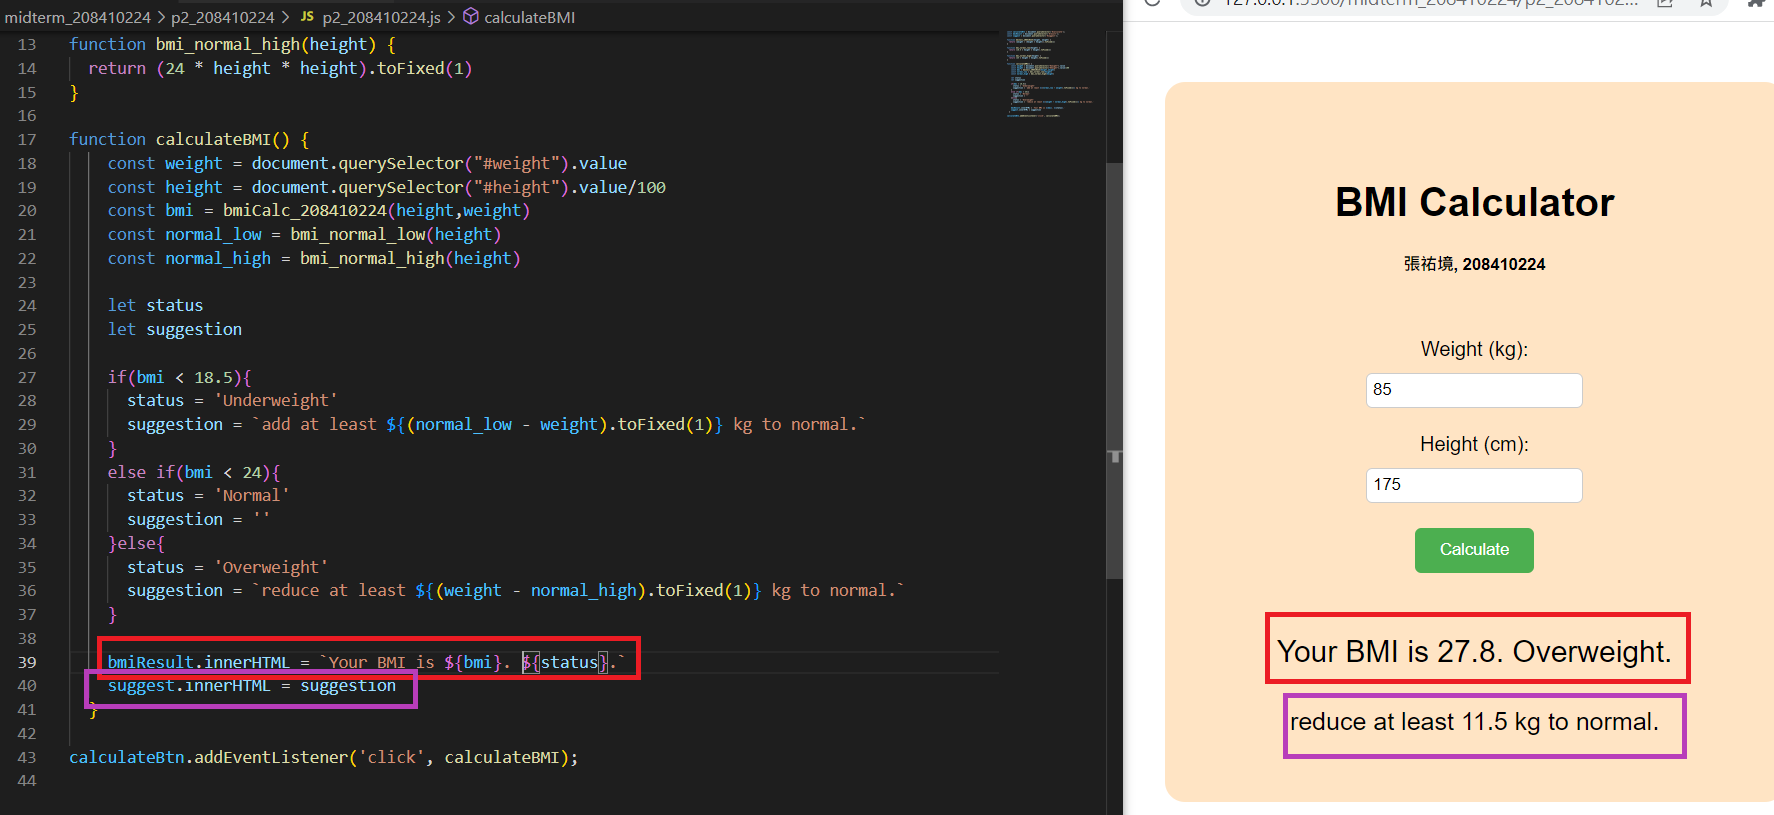 midterm_208410224 > p2_208410224 > JS p2_208410224.js > calculateBMI
13 function bmi_normal_high(height) {
14 return (24 * height * height).toFixed(1)
15 }
16
17 function calculateBMI() {
18 const weight = document.querySelector("#weight").value
19 const height = document.querySelector("#height").value/100
20 const bmi = bmiCalc_208410224(height,weight)
21 const normal_low = bmi_normal_low(height)
22 const normal_high = bmi_normal_high(height)
23
24 let status
25 let suggestion
26
27 if(bmi < 18.5){
28 status = 'Underweight'
29 suggestion = `add at least ${(normal_low - weight).toFixed(1)} kg to normal.`
30 }
31 else if(bmi < 24){
32 status = 'Normal'
33 suggestion = ''
34 }else{
35 status = 'Overweight'
36 suggestion = `reduce at least ${(weight - normal_high).toFixed(1)} kg to normal.`
37 }
38
39 bmiResult.innerHTML = `Your BMI is ${bmi}. ${status}.`
40 suggest.innerHTML = suggestion
41 }
42
43 calculateBtn.addEventListener('click', calculateBMI);
44
BMI Calculator
張祐境, 208410224
Weight (kg):
85
Height (cm):
175
Calculate
Your BMI is 27.8. Overweight.
reduce at least 11.5 kg to normal.